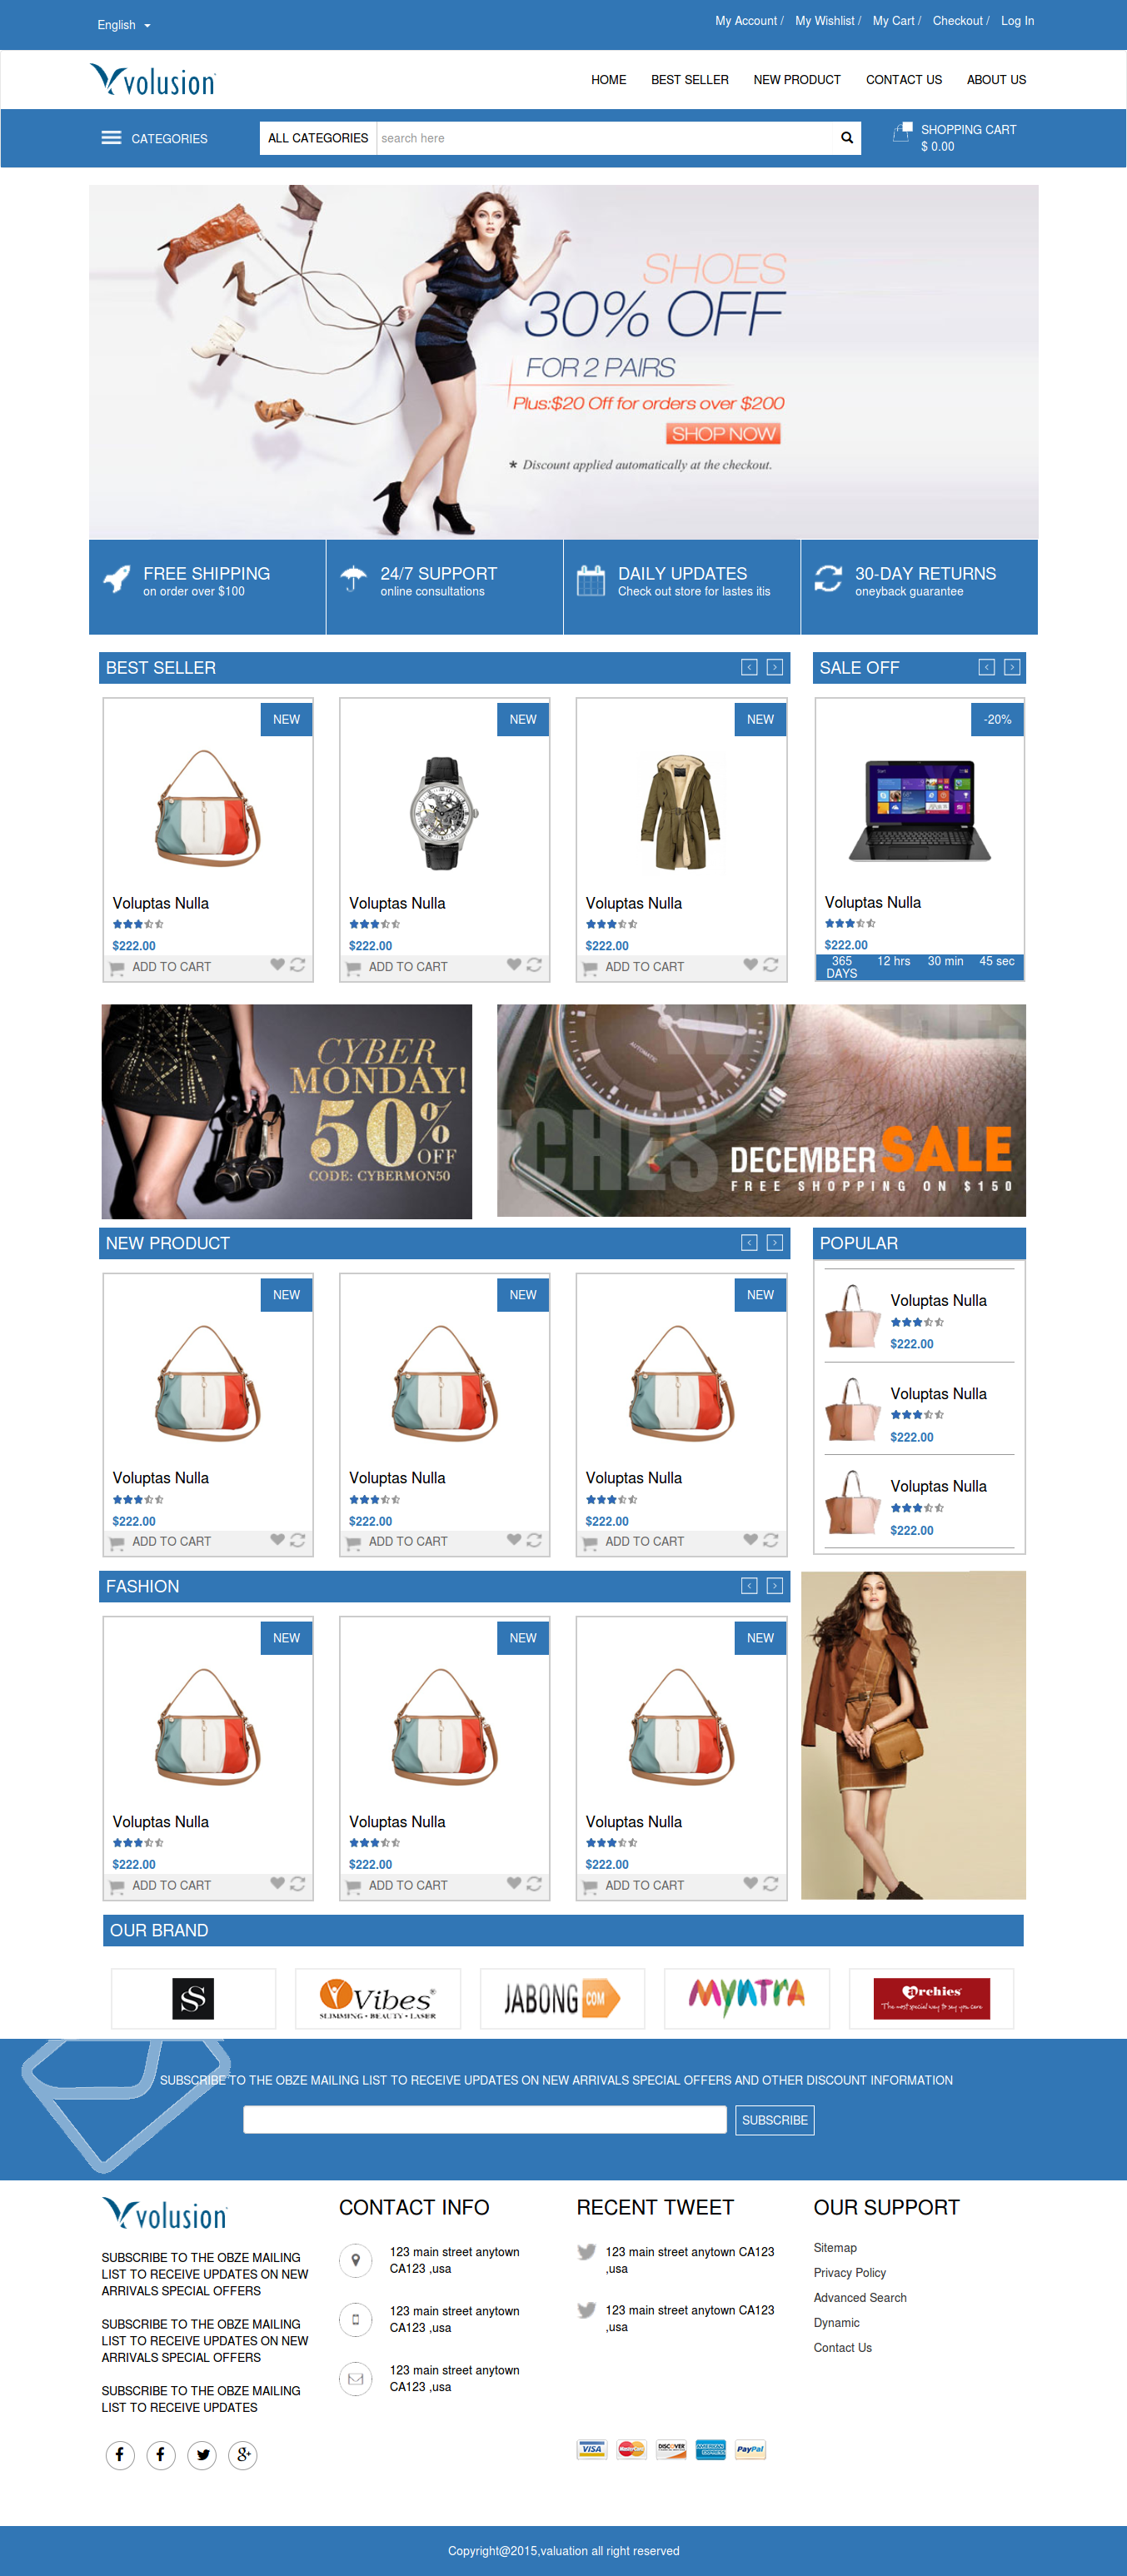 English
My Account /
My Wishlist /
My Cart /
Checkout /
Log In
volusion
HOME
BEST SELLER
NEW PRODUCT
CONTACT US
ABOUT US
CATEGORIES
ALL CATEGORIES
search here
SHOPPING CART
$ 0.00
SHOES
30% OFF
FOR 2 PAIRS
Plus:$20 Off for orders over $200
SHOP NOW
* Discount applied automatically at the checkout.
FREE SHIPPING
on order over $100
24/7 SUPPORT
online consultations
DAILY UPDATES
Check out store for lastes itis
30-DAY RETURNS
oneyback guarantee
BEST SELLER
SALE OFF
NEW
NEW
NEW
-20%
Voluptas Nulla
Voluptas Nulla
Voluptas Nulla
Voluptas Nulla
$222.00
$222.00
$222.00
$222.00
ADD TO CART
ADD TO CART
ADD TO CART
365 DAYS
12 hrs
30 min
45 sec
CYBER
MONDAY!
50%
OFF
CODE: CYBERMON50
AUTOMATIC
TCHES
DECEMBER SALE
FREE SHOPPING ON $150
NEW PRODUCT
POPULAR
NEW
NEW
NEW
Voluptas Nulla
$222.00
Voluptas Nulla
$222.00
Voluptas Nulla
$222.00
Voluptas Nulla
Voluptas Nulla
Voluptas Nulla
$222.00
$222.00
$222.00
ADD TO CART
ADD TO CART
ADD TO CART
FASHION
NEW
NEW
NEW
Voluptas Nulla
Voluptas Nulla
Voluptas Nulla
$222.00
$222.00
$222.00
ADD TO CART
ADD TO CART
ADD TO CART
OUR BRAND
SS
Vibes
SLIMMING • BEAUTY • LASER
JABONG COM
MYNTRA
archies
The most special way to say you care
SUBSCRIBE TO THE OBZE MAILING LIST TO RECEIVE UPDATES ON NEW ARRIVALS SPECIAL OFFERS AND OTHER DISCOUNT INFORMATION
SUBSCRIBE
volusion
SUBSCRIBE TO THE OBZE MAILING
LIST TO RECEIVE UPDATES ON NEW
ARRIVALS SPECIAL OFFERS
SUBSCRIBE TO THE OBZE MAILING
LIST TO RECEIVE UPDATES ON NEW
ARRIVALS SPECIAL OFFERS
SUBSCRIBE TO THE OBZE MAILING
LIST TO RECEIVE UPDATES
CONTACT INFO
123 main street anytown
CA123 ,usa
123 main street anytown
CA123 ,usa
123 main street anytown
CA123 ,usa
RECENT TWEET
123 main street anytown CA123
,usa
123 main street anytown CA123
,usa
OUR SUPPORT
Sitemap
Privacy Policy
Advanced Search
Dynamic
Contact Us
VISA
MasterCard
DISCOVER
AMERICAN EXPRESS
PayPal
Copyright@2015,valuation all right reserved